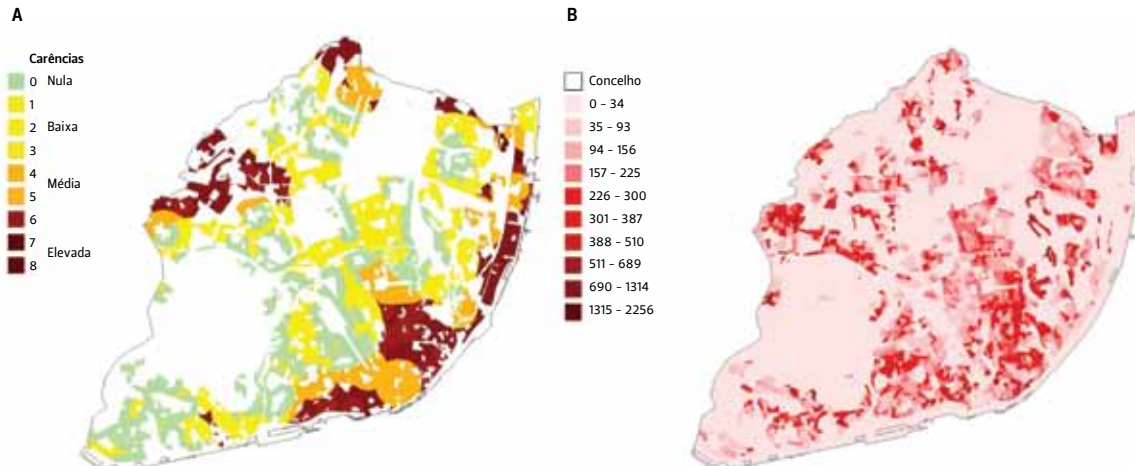 A
Carências
0 Nula
1
2 Baixa
3
4
Média
5
6
7
Elevada
8
B
Concelho
0 – 34
35 – 93
94 – 156
157 – 225
226 – 300
301 – 387
388 – 510
511 – 689
690 – 1314
1315 – 2256